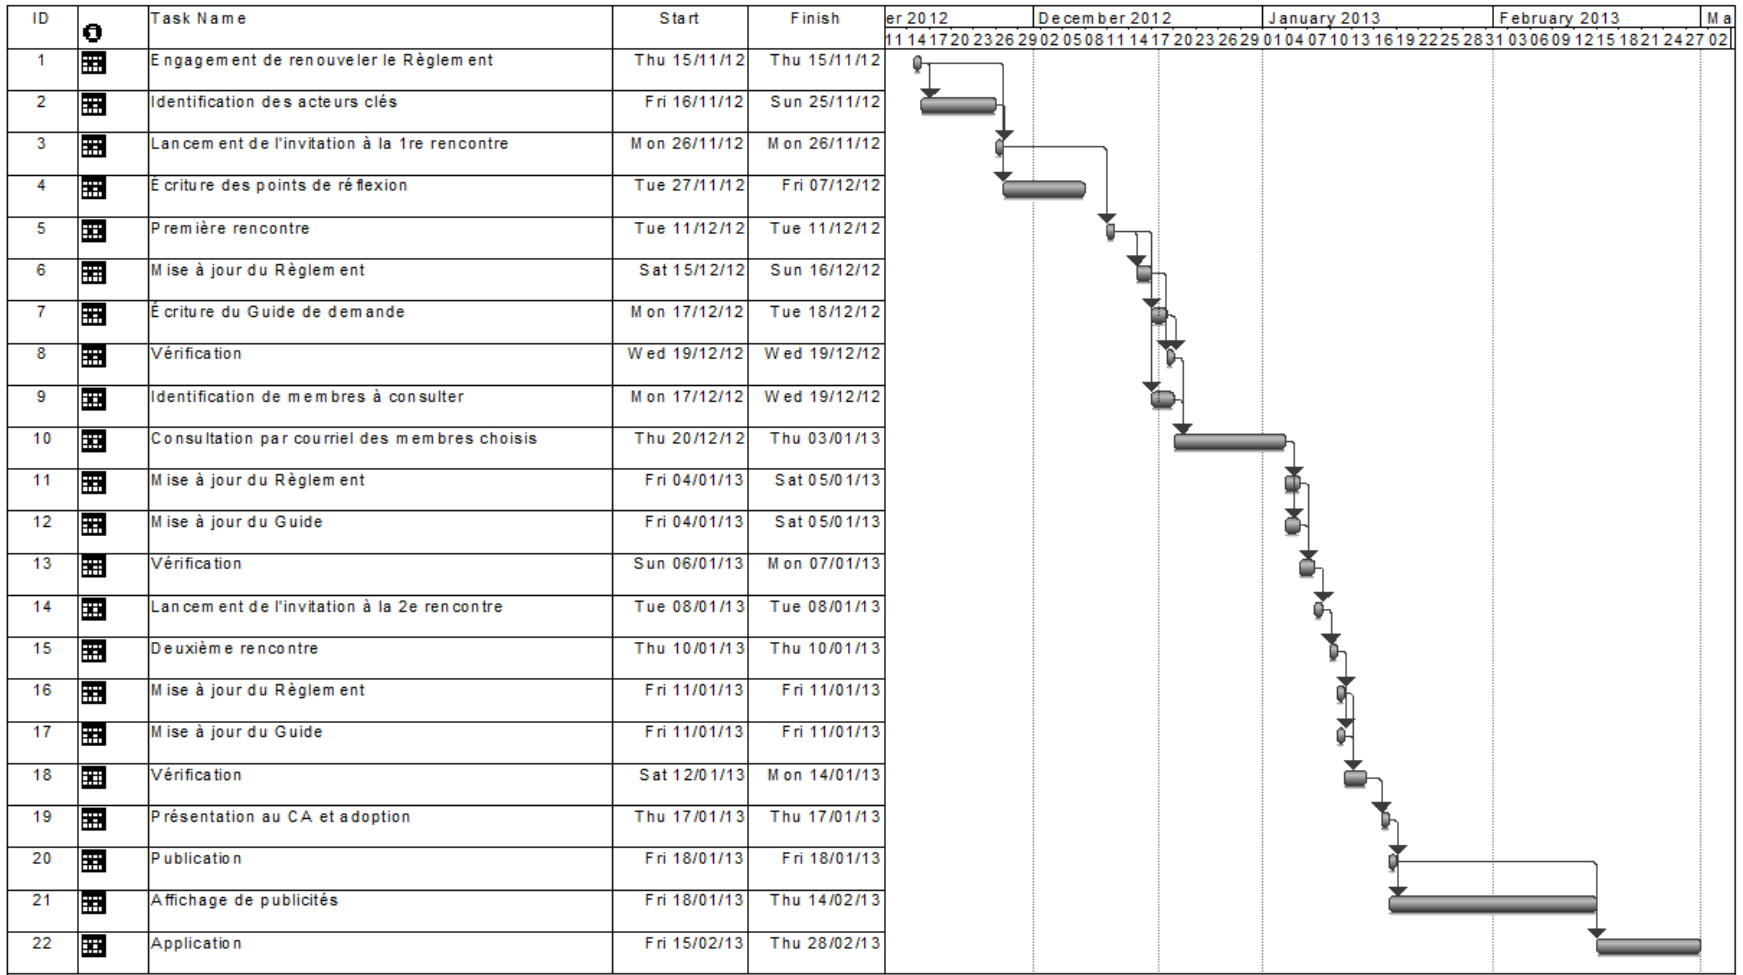 ID Task Name Start Finish er 2012 December 2012 January 2013 February 2013 Ma
11 14 17 20 23 26 29 02 05 08 11 14 17 20 23 26 29 01 04 07 10 13 16 19 22 25 28 31 03 06 09 12 15 18 21 24 27 02
1 Engagement de renouveler le Règlement Thu 15/11/12 Thu 15/11/12
2 Identification des acteurs clés Fri 16/11/12 Sun 25/11/12
3 Lancement de l'invitation à la 1re rencontre Mon 26/11/12 Mon 26/11/12
4 Écriture des points de réflexion Tue 27/11/12 Fri 07/12/12
5 Première rencontre Tue 11/12/12 Tue 11/12/12
6 Mise à jour du Règlement Sat 15/12/12 Sun 16/12/12
7 Écriture du Guide de demande Mon 17/12/12 Tue 18/12/12
8 Vérification Wed 19/12/12 Wed 19/12/12
9 Identification de membres à consulter Mon 17/12/12 Wed 19/12/12
10 Consultation par courriel des membres choisis Thu 20/12/12 Thu 03/01/13
11 Mise à jour du Règlement Fri 04/01/13 Sat 05/01/13
12 Mise à jour du Guide Fri 04/01/13 Sat 05/01/13
13 Vérification Sun 06/01/13 Mon 07/01/13
14 Lancement de l'invitation à la 2e rencontre Tue 08/01/13 Tue 08/01/13
15 Deuxième rencontre Thu 10/01/13 Thu 10/01/13
16 Mise à jour du Règlement Fri 11/01/13 Fri 11/01/13
17 Mise à jour du Guide Fri 11/01/13 Fri 11/01/13
18 Vérification Sat 12/01/13 Mon 14/01/13
19 Présentation au CA et adoption Thu 17/01/13 Thu 17/01/13
20 Publication Fri 18/01/13 Fri 18/01/13
21 Affichage de publicités Fri 18/01/13 Thu 14/02/13
22 Application Fri 15/02/13 Thu 28/02/13